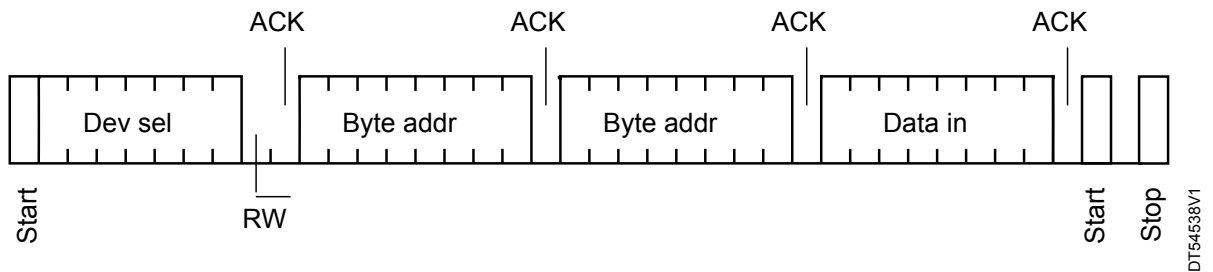 ACK ACK ACK ACK
Dev sel Byte addr Byte addr Data in
Start RW Start Stop
DT54538V1